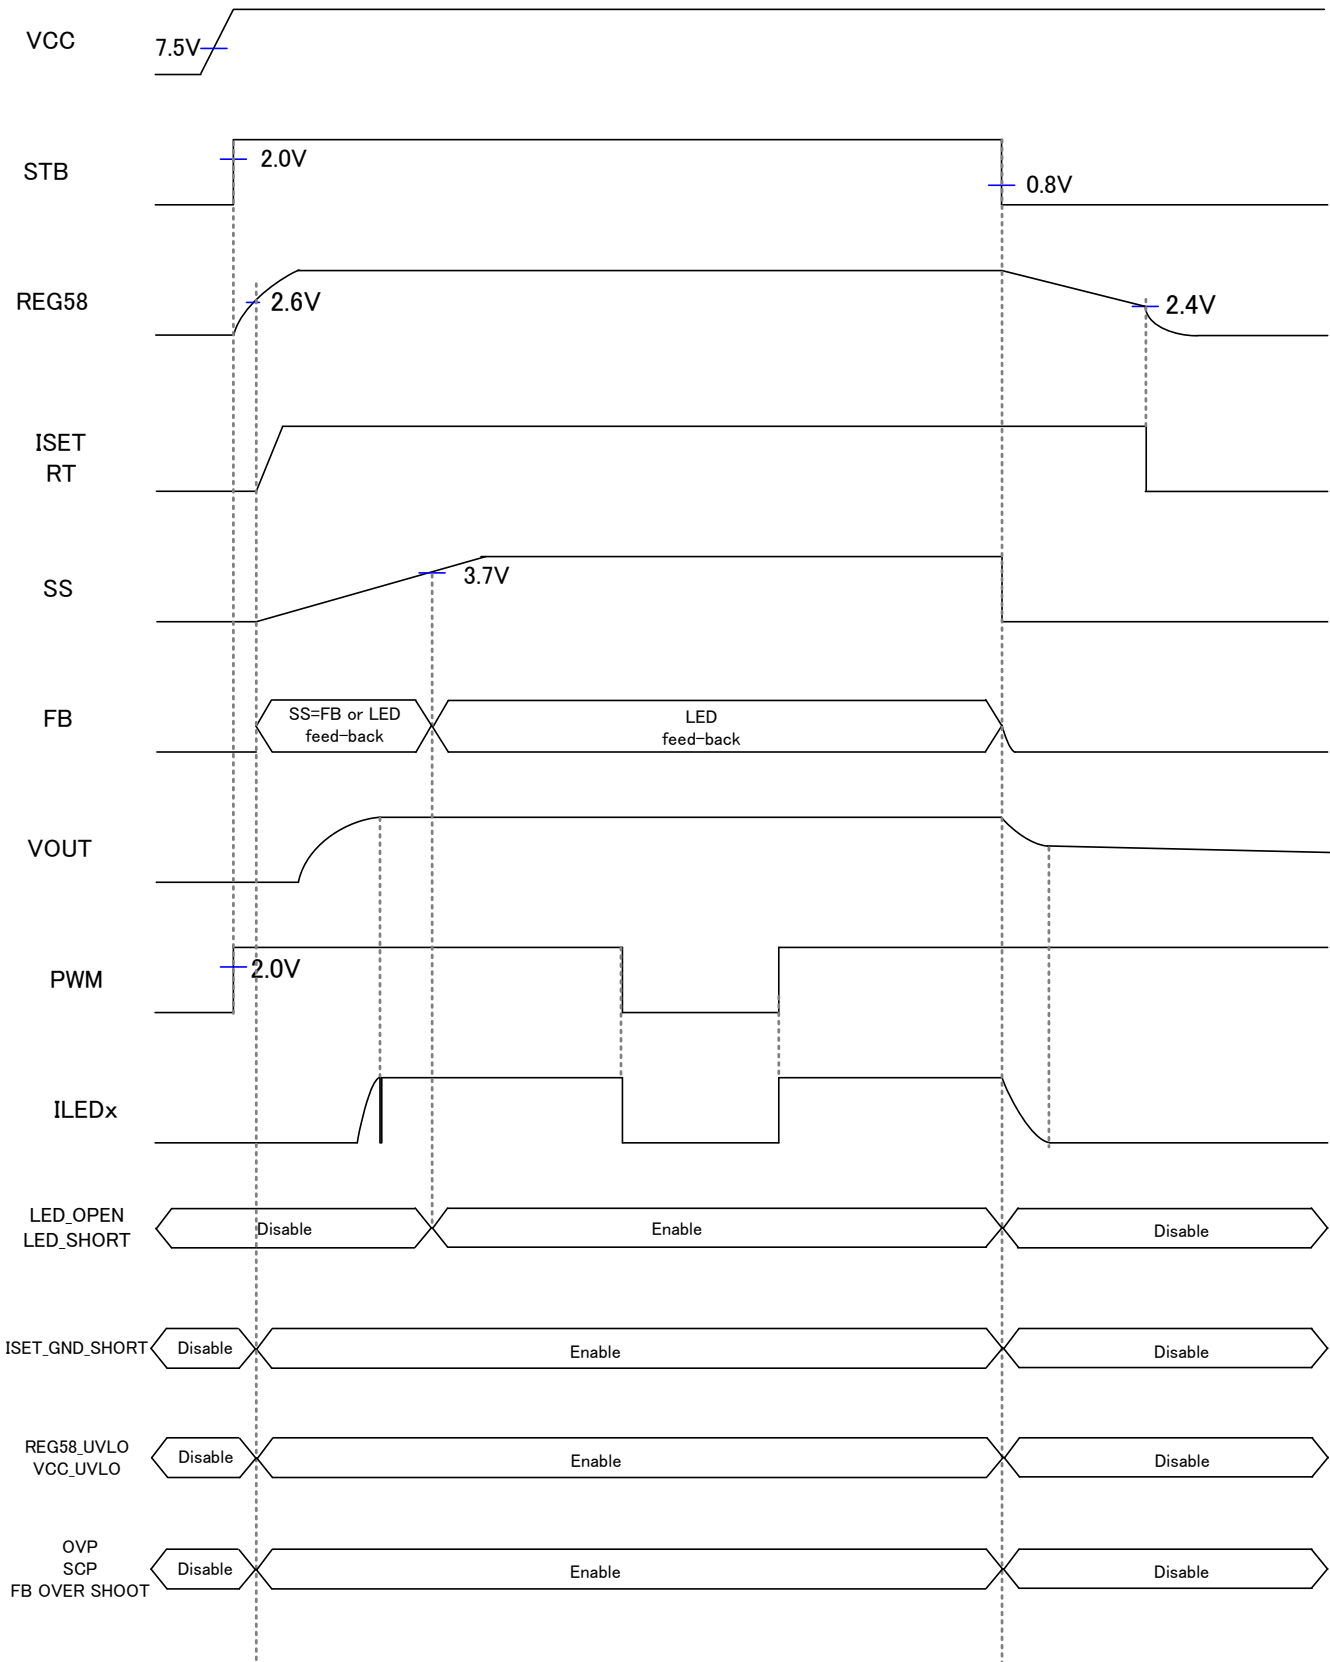 VCC
7.5V
STB
2.0V
0.8V
REG58
2.6V
2.4V
ISET
RT
SS
3.7V
FB
SS=FB or LED
feed-back
LED
feed-back
VOUT
PWM
2.0V
ILEDx
LED_OPEN
LED_SHORT
Disable
Enable
Disable
ISET_GND_SHORT
Disable
Enable
Disable
REG58_UVLO
VCC_UVLO
Disable
Enable
Disable
OVP
SCP
FB OVER SHOOT
Disable
Enable
Disable